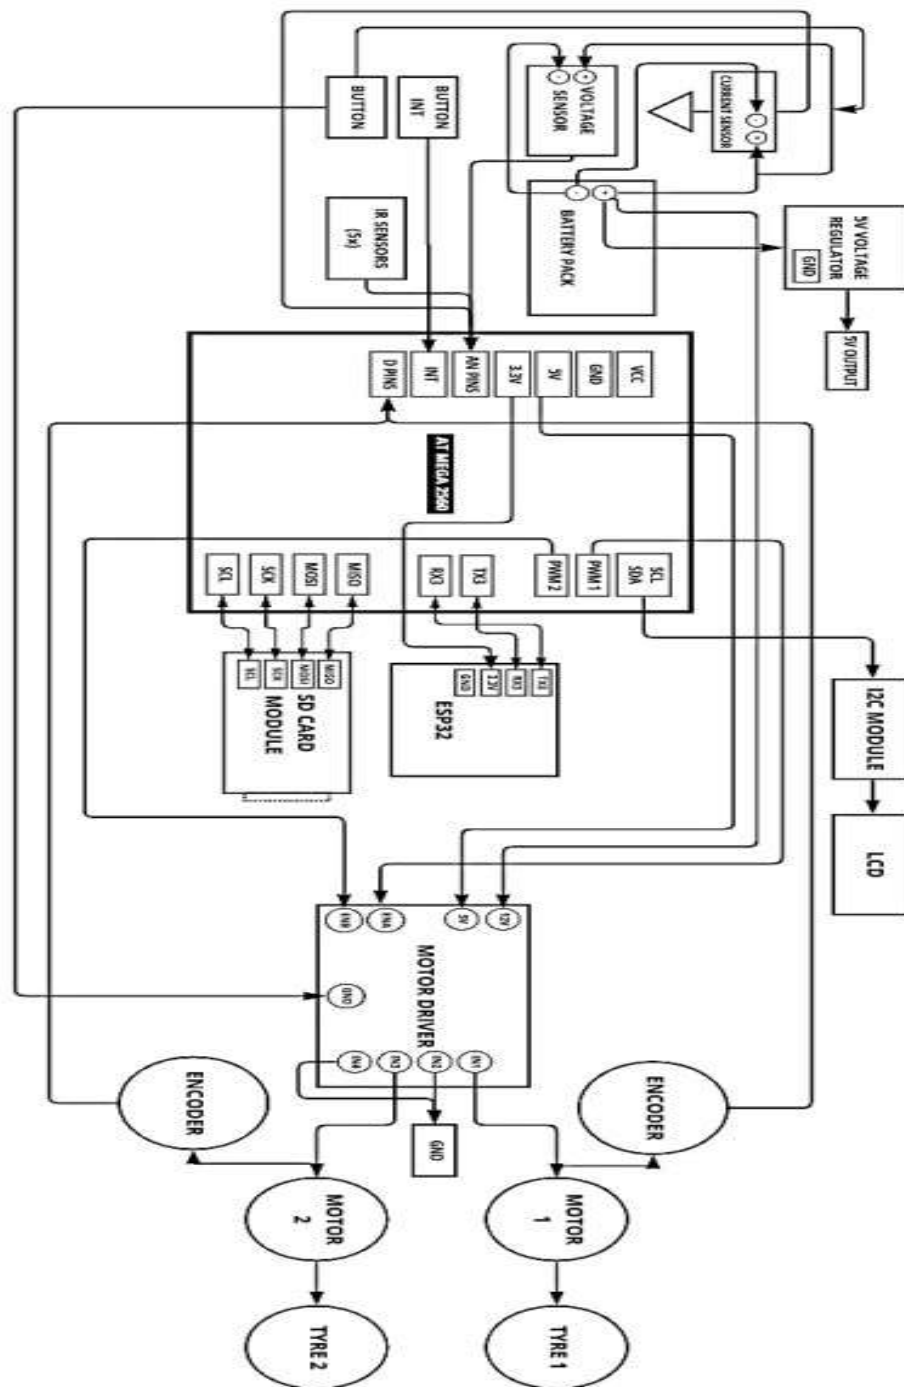 5V VOLTAGE
REGULATOR
GND
5V OUTPUT
I2C MODULE
LCD
CURRENT SENSOR
-
+
+ VOLTAGE
- SENSOR
+
-
BATTERY PACK
BUTTON
INT
BUTTON
IR SENSORS
(5x)
VCC
GND
5V
3.3V
AN PINS
INT
D PINS
AT MEGA 2560
SCL
SDA
PWM 1
PWM 2
TX3
RX3
MISO
MOSI
SCK
SCL
RX3
3.3V
GND
ESP32
MISO
MOSI
SCK
SCL
SD CARD
MODULE
12V
5V
ENA
ENB
MOTOR DRIVER
GND
IN1
IN2
IN3
IN4
GND
ENCODER
MOTOR
1
TYRE 1
ENCODER
MOTOR
2
TYRE 2